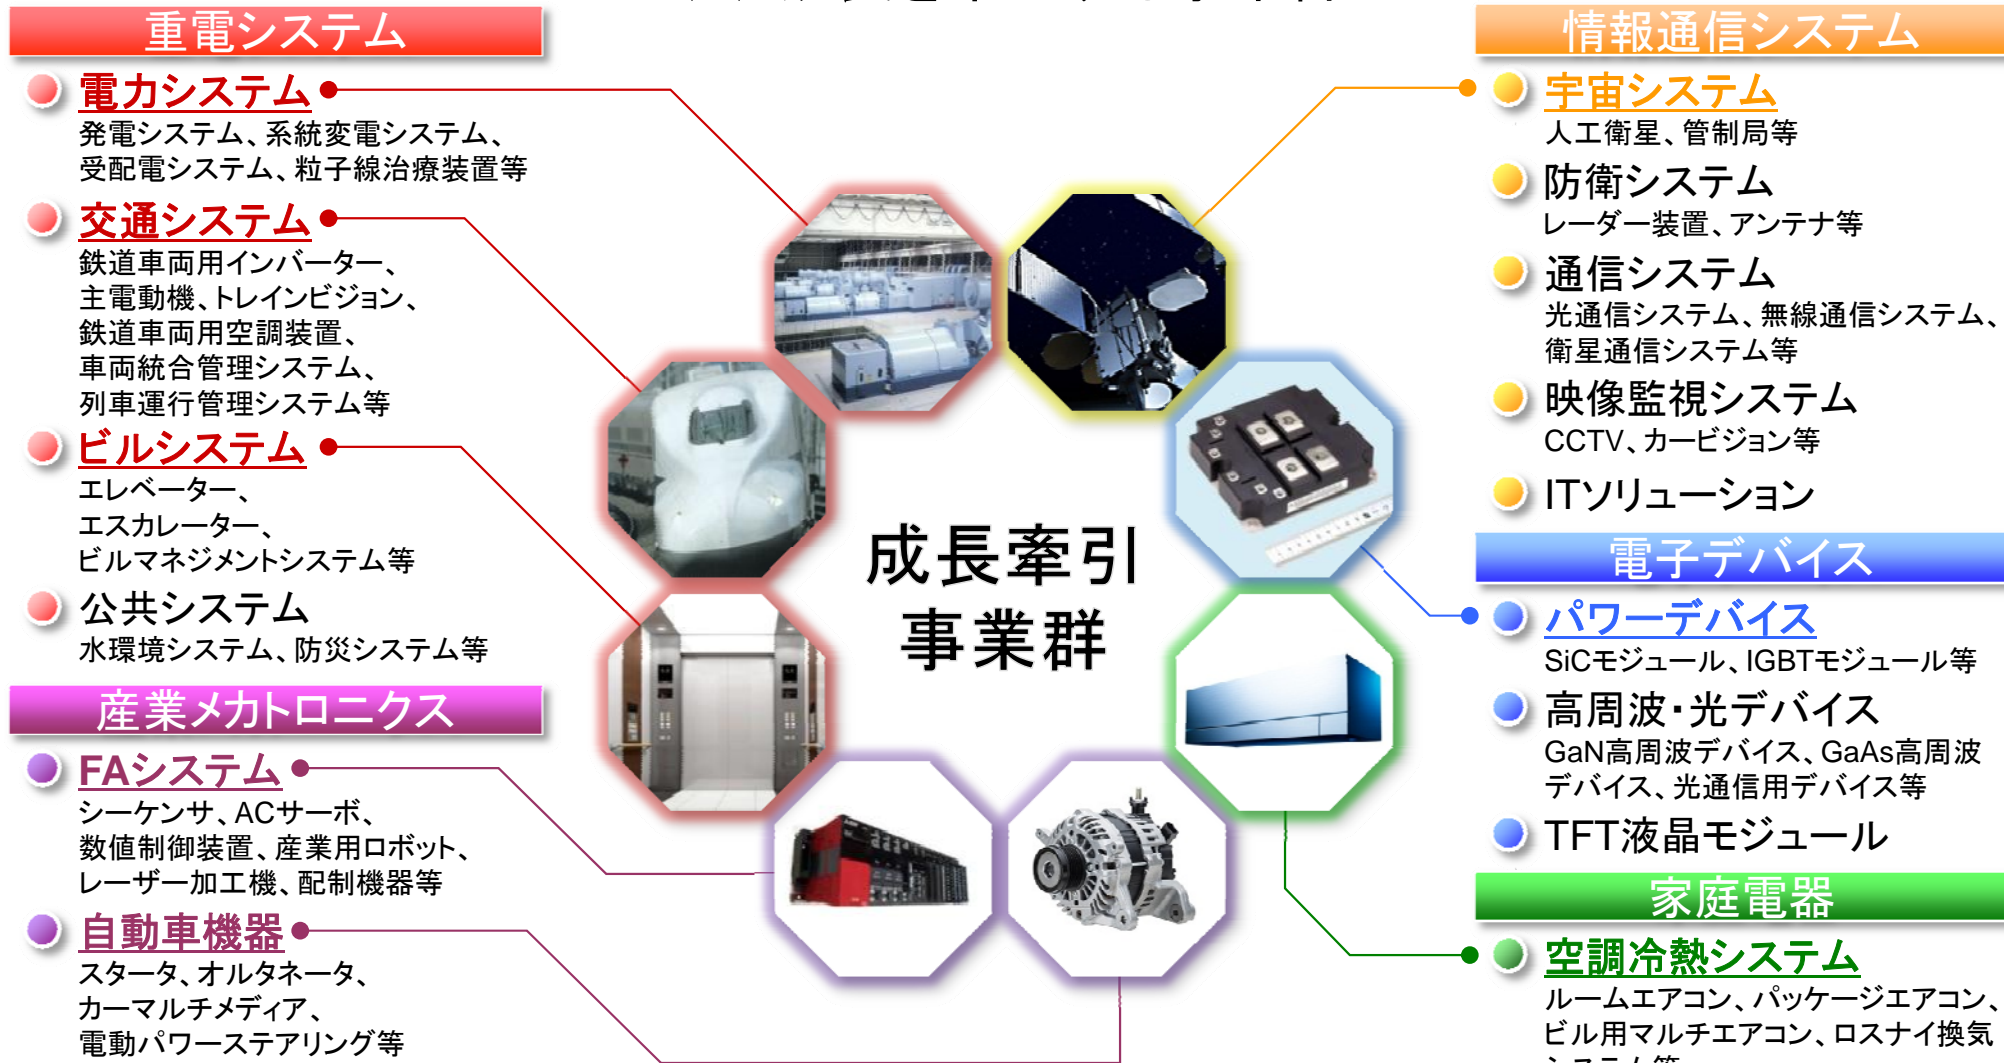 重電システム
電力システム
発電システム、系統変電システム、
受配電システム、粒子線治療装置等
交通システム
鉄道車両用インバーター、
主電動機、トレインビジョン、
鉄道車両用空調装置、
車両統合管理システム、
列車運行管理システム等
ビルシステム
エレベーター、
エスカレーター、
ビルマネジメントシステム等
公共システム
水環境システム、防災システム等
産業メカトロニクス
FAシステム
シーケンサ、ACサーボ、
数値制御装置、産業用ロボット、
レーザー加工機、配制機器等
自動車機器
スタータ、オルタネータ、
カーマルチメディア、
電動パワーステアリング等
成長牽引
事業群
情報通信システム
宇宙システム
人工衛星、管制局等
防衛システム
レーダー装置、アンテナ等
通信システム
光通信システム、無線通信システム、
衛星通信システム等
映像監視システム
CCTV、カービジョン等
ITソリューション
電子デバイス
パワーデバイス
SiCモジュール、IGBTモジュール等
高周波・光デバイス
GaN高周波デバイス、GaAs高周波
デバイス、光通信用デバイス等
TFT液晶モジュール
家庭電器
空調冷熱システム
ルームエアコン、パッケージエアコン、
ビル用マルチエアコン、ロスナイ換気
システム等